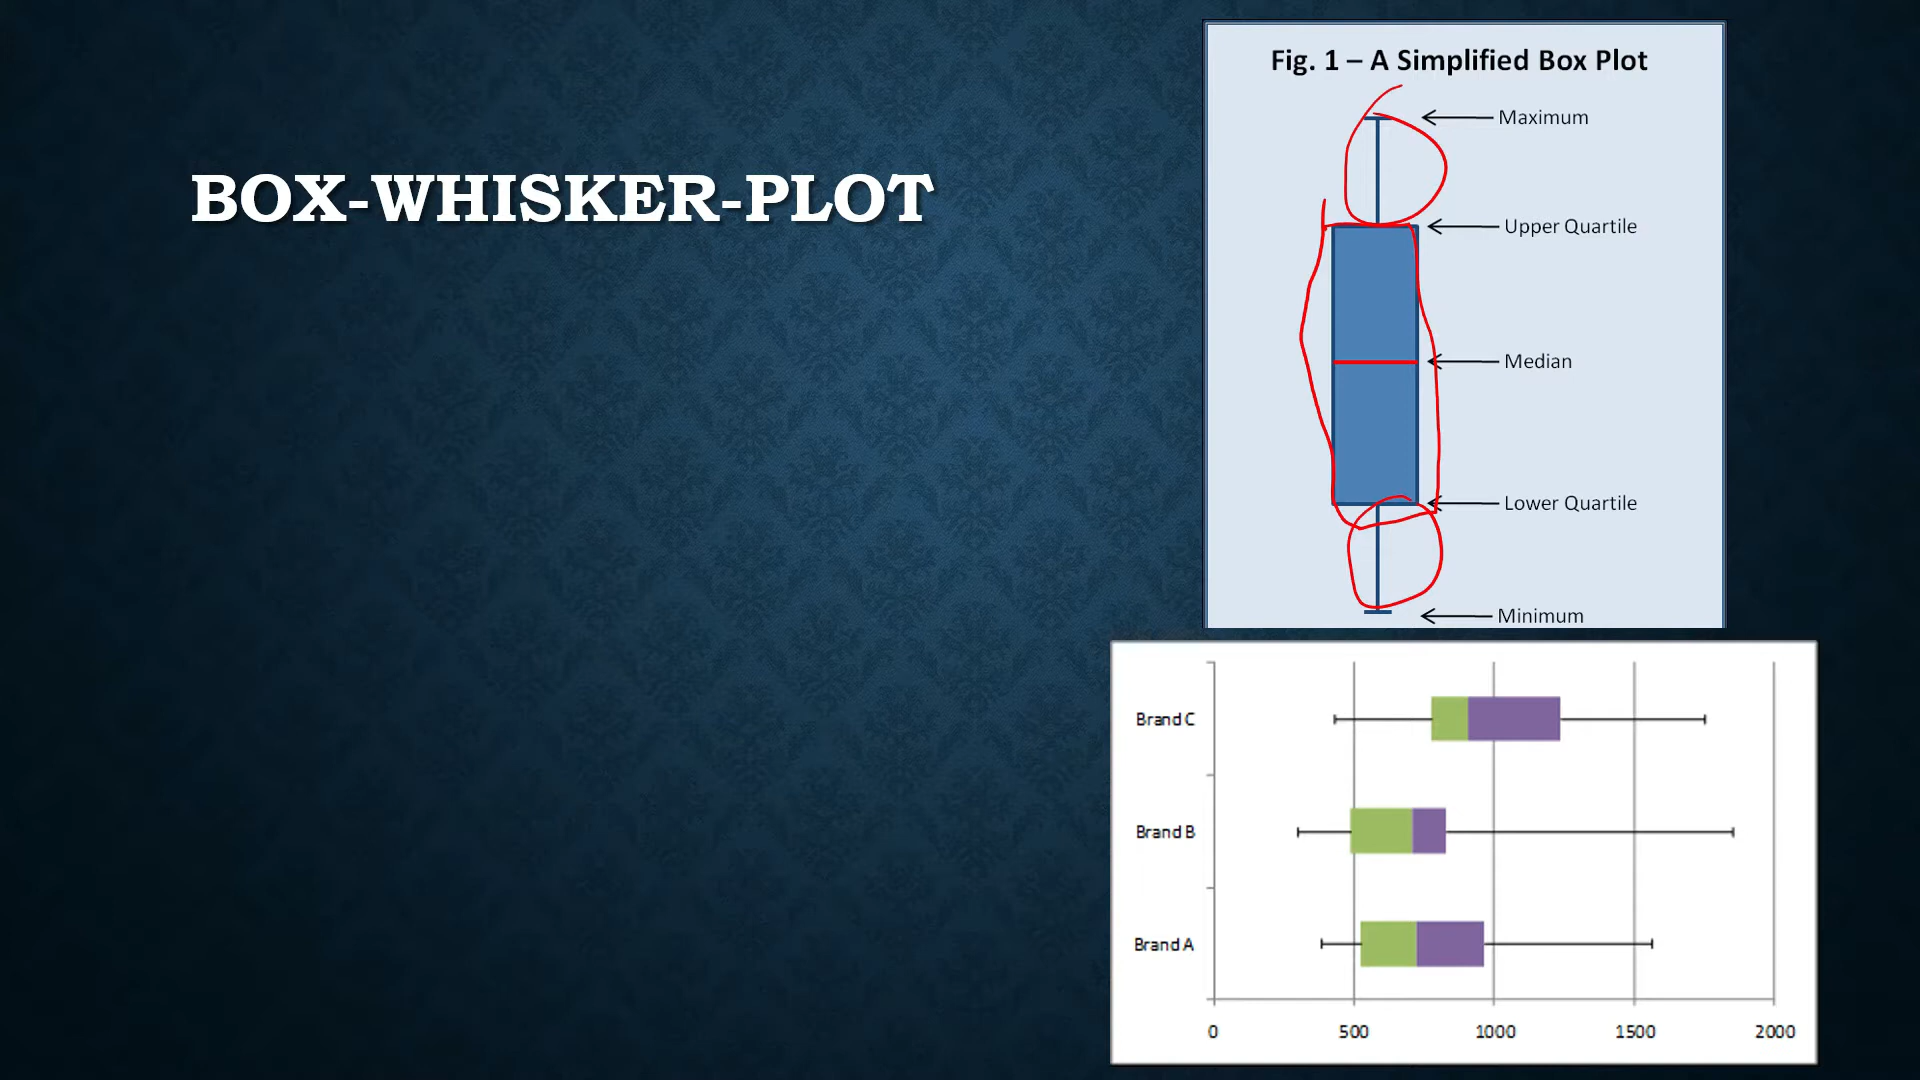 BOX-WHISKER-PLOT
Fig. 1 – A Simplified Box Plot
Maximum
Upper Quartile
Median
Lower Quartile
Minimum
Brand C
Brand B
Brand A
0 500 1000 1500 2000